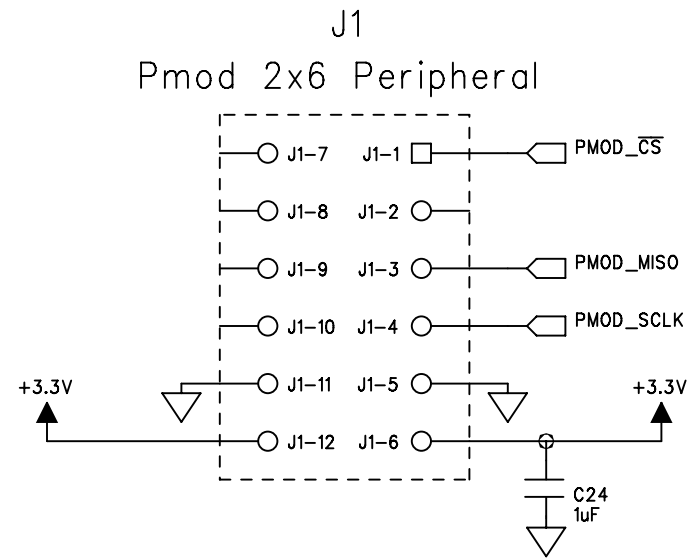 J1
Pmod 2x6 Peripheral
J1-7 J1-1 PMOD_CS
J1-8 J1-2
J1-9 J1-3 PMOD_MISO
J1-10 J1-4 PMOD_SCLK
+3.3V J1-11 J1-5 +3.3V
J1-12 J1-6
C24
1uF